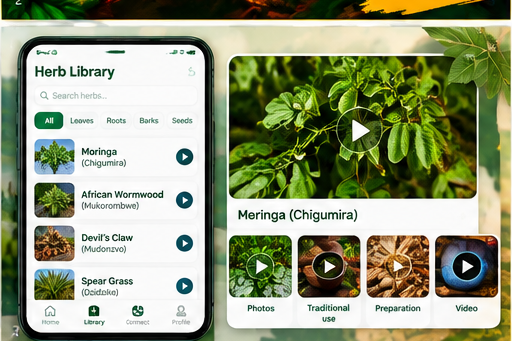 2
Herb Library
Search herbs...
All
Leaves
Roots
Barks
Seeds
Moringa
(Chigumira)
African Wormwood
(Mukorombwe)
Devil's Claw
(Mudonzvo)
Spear Grass
Home
Library
Connect
Profile
Meringa (Chigumira)
Photos
Traditional
use
Preparation
Video